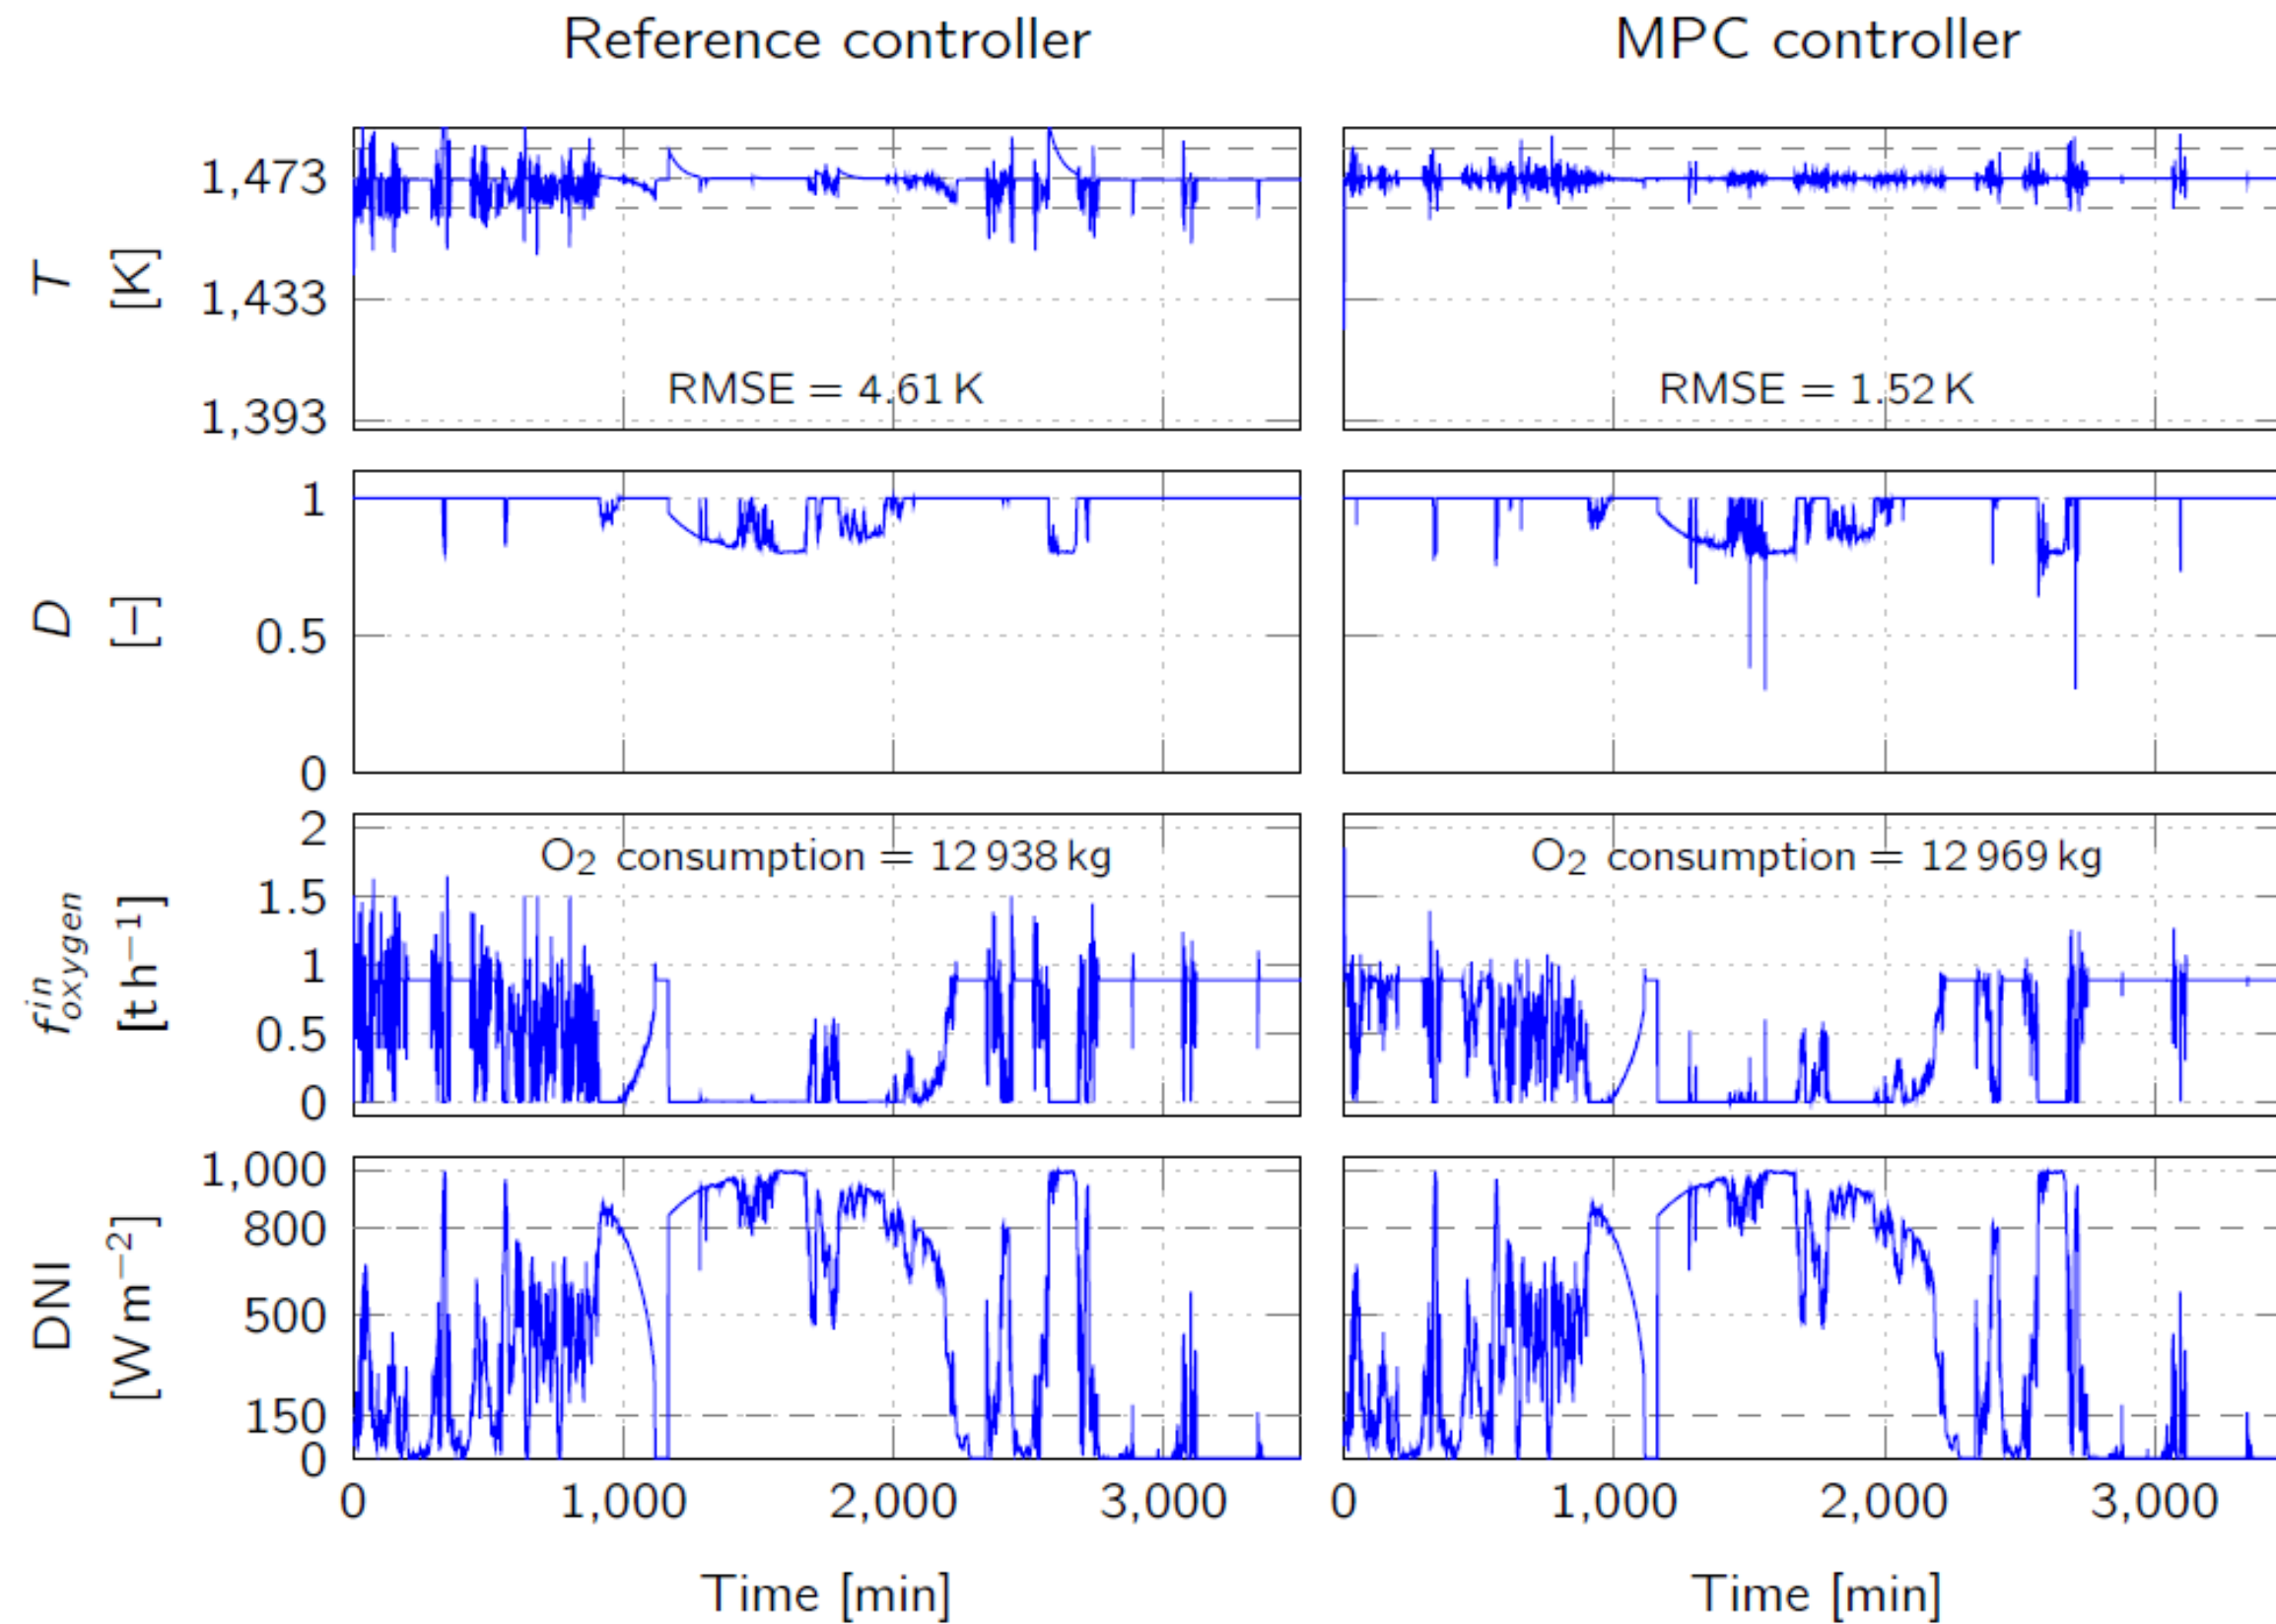 Reference controller
MPC controller
T
[K]
1,473
1,433
1,393
RMSE = 4.61 K
RMSE = 1.52 K
D
[−]
1
0.5
0
f^{in}_{oxygen}
[t h⁻¹]
2
1.5
1
0.5
0
O₂ consumption = 12 938 kg
O₂ consumption = 12 969 kg
DNI
[W m⁻²]
1,000
800
500
150
0
0 1,000 2,000 3,000
0 1,000 2,000 3,000
Time [min]
Time [min]